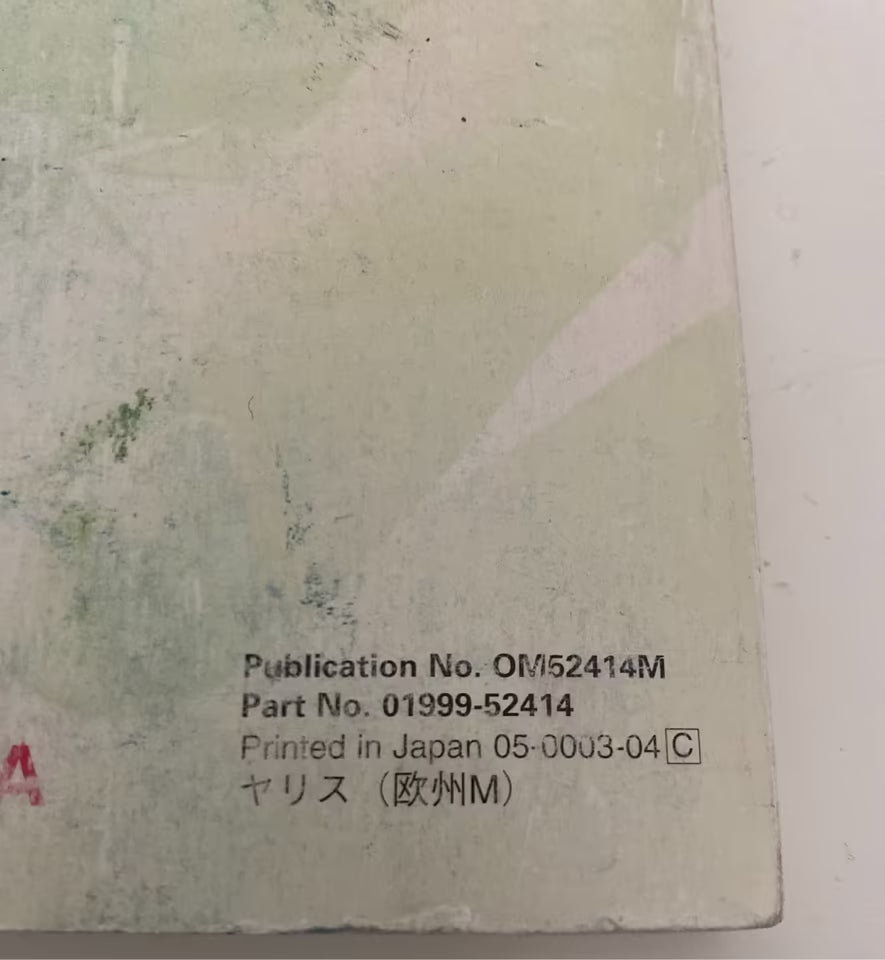 Publication No. OM52414M
Part No. 01999-52414
Printed in Japan 05-0003-04 C
A
ヤリス（欧州M）